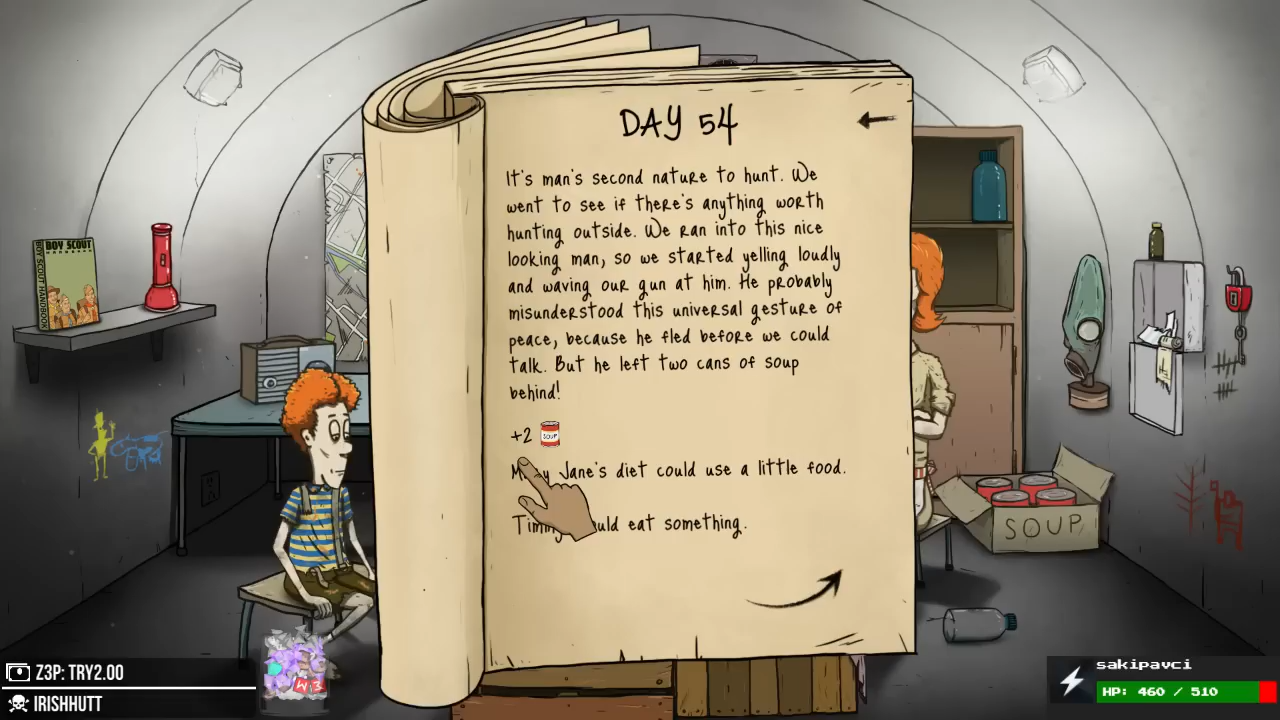 DAY 54
It's man's second nature to hunt. We
went to see if there's anything worth
hunting outside. We ran into this nice
looking man, so we started yelling loudly
and waving our gun at him. He probably
misunderstood this universal gesture of
peace, because he fled before we could
talk. But he left two cans of soup
behind!
+2 SOUP
Jane's diet could use a little food.
eat something.
BOY SCOUT
BOY SCOUT HANDBOOK
SOUP
Z3P: TRY2.00
IRISHHUTT
W:3
sakipavci
HP: 460 / 510